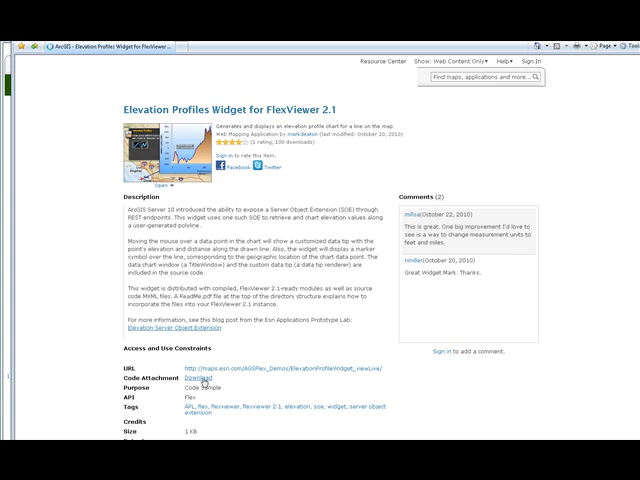 ArcGIS - Elevation Profiles Widget for FlexViewer ...
Page
Tools
Resource Center Show: Web Content Only Help Sign In
Find maps, applications and more...
Elevation Profiles Widget for FlexViewer 2.1
Generates and displays an elevation profile chart for a line on the map
Web Mapping Application by markdeaton (last modified: October 20, 2010)
(1 rating, 100 downloads)
Sign in to rate this item.
Facebook Twitter
Open
Description
ArcGIS Server 10 introduced the ability to expose a Server Object Extension (SOE) through
REST endpoints. This widget uses one such SOE to retrieve and chart elevation values along
a user-generated polyline.
Moving the mouse over a data point in the chart will show a customized data tip with the
point's elevation and distance along the drawn line. Also, the widget will display a marker
symbol over the line, corresponding to the geographic location of the chart data point. The
data chart window (a TitleWindow) and the custom data tip (a data tip renderer) are
included in the source code.
This widget is distributed with compiled, FlexViewer 2.1-ready modules as well as source
code MXML files. A ReadMe.pdf file at the top of the directory structure explains how to
incorporate the files into your FlexViewer 2.1 instance.
For more information, see this blog post from the Esri Applications Prototype Lab:
Elevation Server Object Extension
Comments (2)
millsa(October 22, 2010)
This is great. One big improvement I'd love to
see is a way to change measurement units to
feet and miles.
rmiller(October 20, 2010)
Great Widget Mark. Thanks.
Sign in to add a comment.
Access and Use Constraints
URL http://maps.esri.com/AGSFlex_Demos/ElevationProfileWidget_viewLive/
Code Attachment Download
Purpose Code Sample
API Flex
Tags APL, flex, flexviewer, flexviewer 2.1, elevation, soe, widget, server object
extension
Credits
Size 1 KB